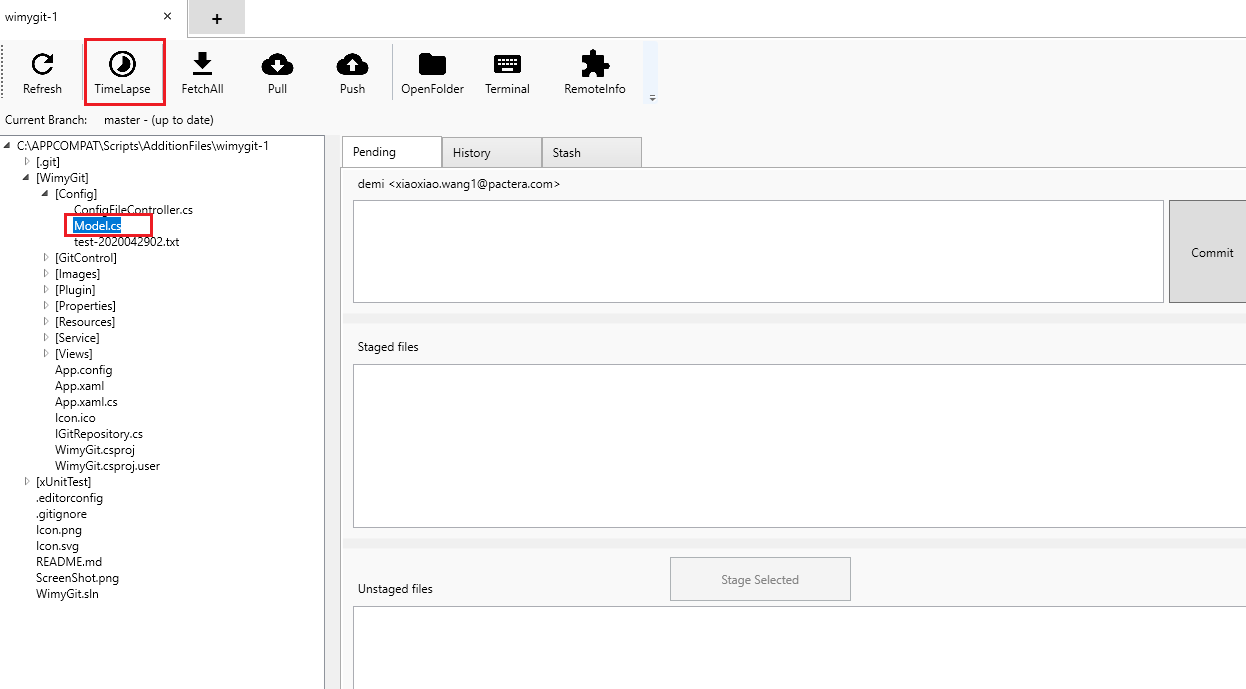 wimygit-1 ✕ +
Refresh TimeLapse FetchAll Pull Push OpenFolder Terminal RemoteInfo
Current Branch: master - (up to date)
C:\APPCOMPAT\Scripts\AdditionFiles\wimygit-1
[.git]
[WimyGit]
[Config]
ConfigFileController.cs
Model.cs
test-2020042902.txt
[GitControl]
[Images]
[Plugin]
[Properties]
[Resources]
[Service]
[Views]
App.config
App.xaml
App.xaml.cs
Icon.ico
IGitRepository.cs
WimyGit.csproj
WimyGit.csproj.user
[xUnitTest]
.editorconfig
.gitignore
Icon.png
Icon.svg
README.md
ScreenShot.png
WimyGit.sln
Pending History Stash
demi <xiaoxiao.wang1@pactera.com>
Commit
Staged files
Stage Selected
Unstaged files